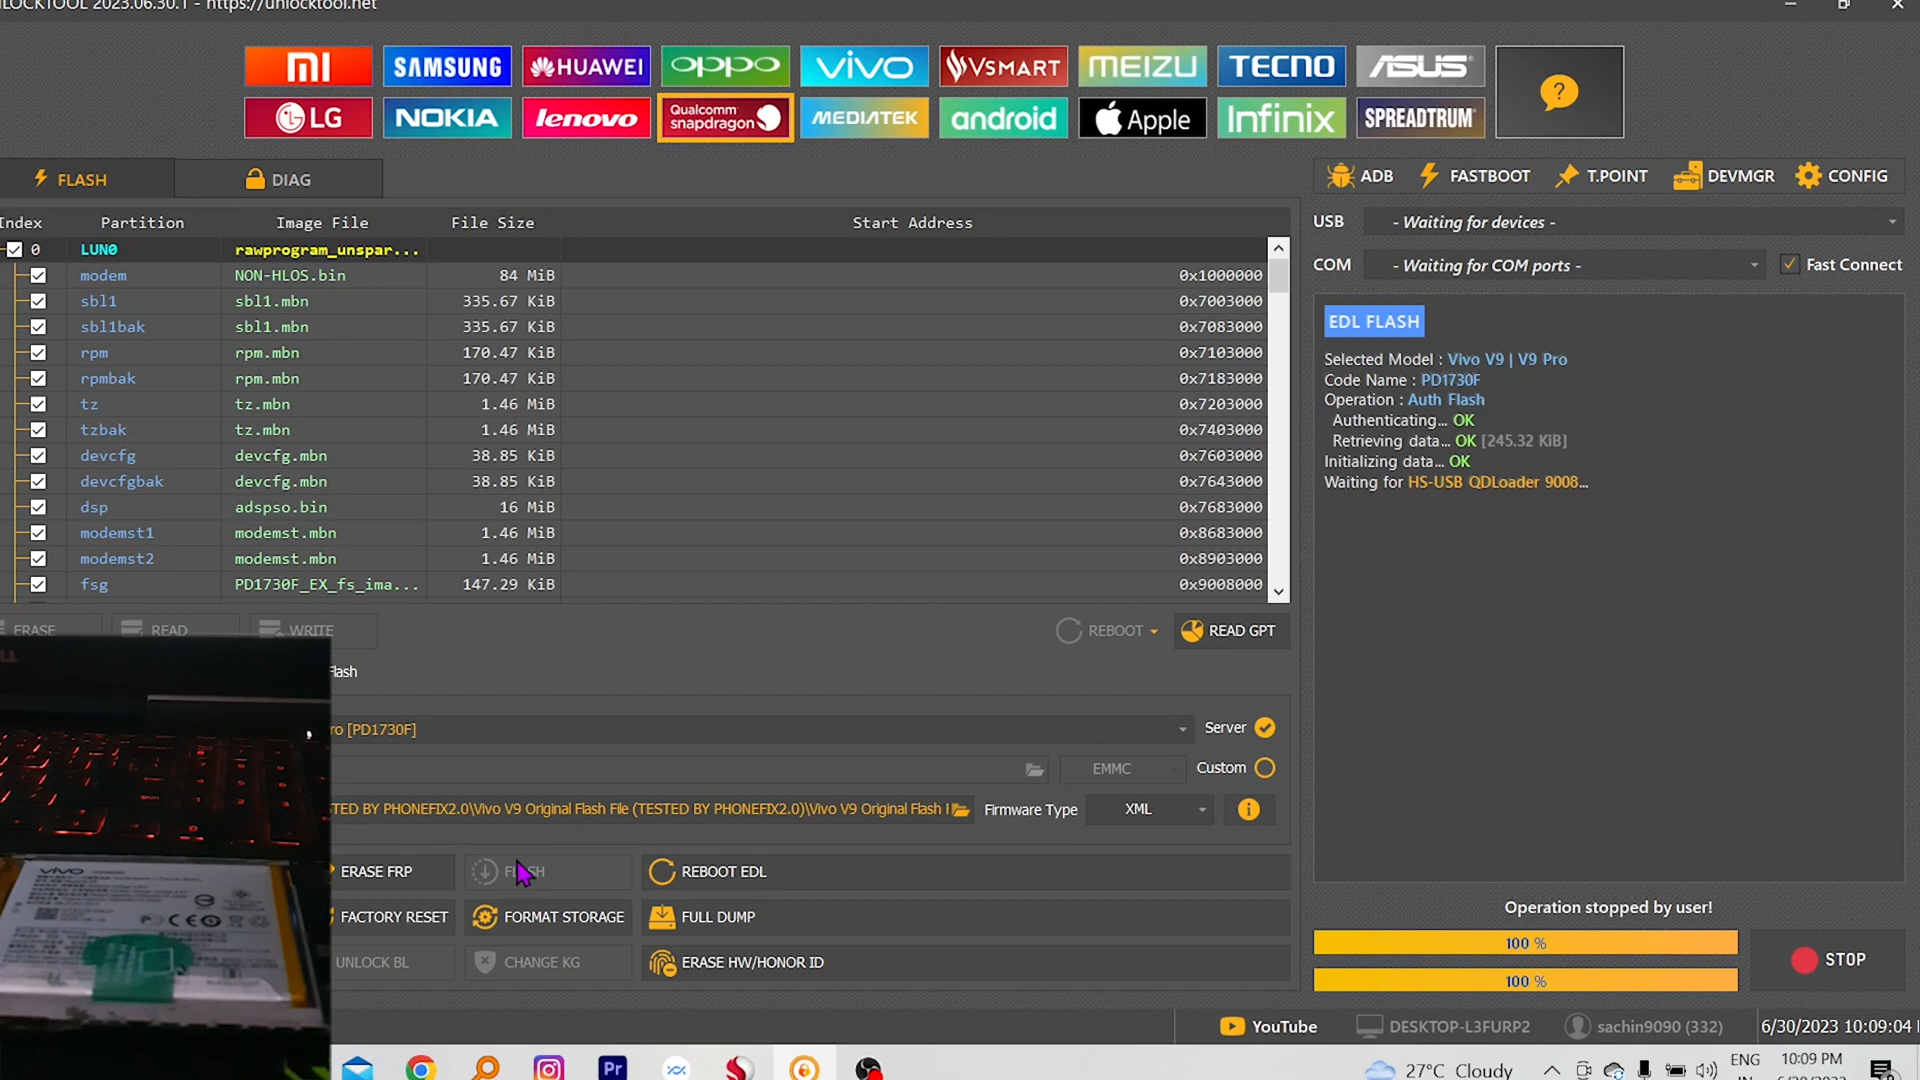 LOCKTOOL 2023.06.30.1 - https://unlocktool.net
MI SAMSUNG HUAWEI oppo vivo VSMART MEIZU TECNO ASUS
LG NOKIA lenovo Qualcomm snapdragon MEDIATEK android Apple Infinix SPREADTRUM ?
FLASH DIAG
ADB FASTBOOT T.POINT DEVMGR CONFIG
Index Partition Image File File Size Start Address
0 LUN0 rawprogram_unspar...
modem NON-HLOS.bin 84 MiB 0x1000000
sbl1 sbl1.mbn 335.67 KiB 0x7003000
sbl1bak sbl1.mbn 335.67 KiB 0x7083000
rpm rpm.mbn 170.47 KiB 0x7103000
rpmbak rpm.mbn 170.47 KiB 0x7183000
tz tz.mbn 1.46 MiB 0x7203000
tzbak tz.mbn 1.46 MiB 0x7403000
devcfg devcfg.mbn 38.85 KiB 0x7603000
devcfgbak devcfg.mbn 38.85 KiB 0x7643000
dsp adspso.bin 16 MiB 0x7683000
modemst1 modemst.mbn 1.46 MiB 0x8683000
modemst2 modemst.mbn 1.46 MiB 0x8903000
fsg PD1730F_EX_fs_ima... 147.29 KiB 0x9008000
USB - Waiting for devices -
COM - Waiting for COM ports - Fast Connect
EDL FLASH
Selected Model : Vivo V9 | V9 Pro
Code Name : PD1730F
Operation : Auth Flash
Authenticating... OK
Retrieving data... OK [245.32 KiB]
Initializing data... OK
Waiting for HS-USB QDLoader 9008...
ERASE READ WRITE REBOOT READ GPT
Flash
ro [PD1730F] Server
EMMC Custom
STED BY PHONEFIX2.0\Vivo V9 Original Flash File (TESTED BY PHONEFIX2.0)\Vivo V9 Original Flash F Firmware Type XML
ERASE FRP FLASH REBOOT EDL
FACTORY RESET FORMAT STORAGE FULL DUMP
UNLOCK BL CHANGE KG ERASE HW/HONOR ID
vivo
Operation stopped by user!
100 %
100 %
STOP
YouTube DESKTOP-L3FURP2 sachin9090 (332) 6/30/2023 10:09:04
Pr 27°C Cloudy ENG 10:09 PM